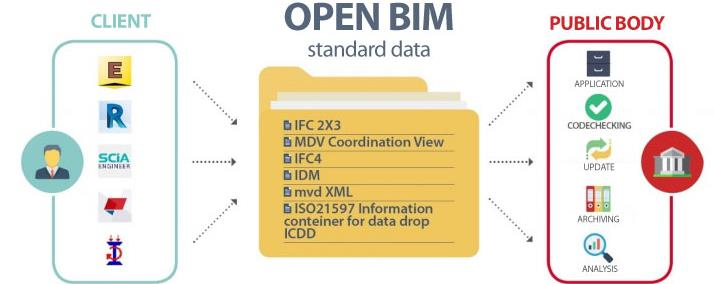 CLIENT
OPEN BIM
standard data
PUBLIC BODY
E
R
SCiA
ENGINEER
IFC 2X3
MDV Coordination View
IFC4
IDM
mvd XML
ISO21597 Information
conteiner for data drop
ICDD
APPLICATION
CODECHECKING
UPDATE
ARCHIVING
ANALYSIS